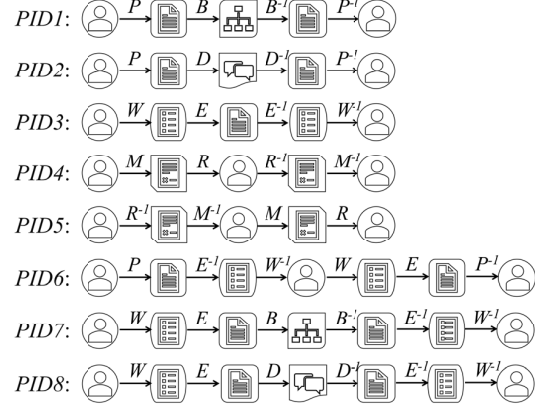 PID1: P B B⁻¹ P⁻¹
PID2: P D D⁻¹ P⁻¹
PID3: W E E⁻¹ W⁻¹
PID4: M R R⁻¹ M⁻¹
PID5: R⁻¹ M⁻¹ M R
PID6: P E⁻¹ W⁻¹ W E P⁻¹
PID7: W E B B⁻¹ E⁻¹ W⁻¹
PID8: W E D D⁻¹ E⁻¹ W⁻¹